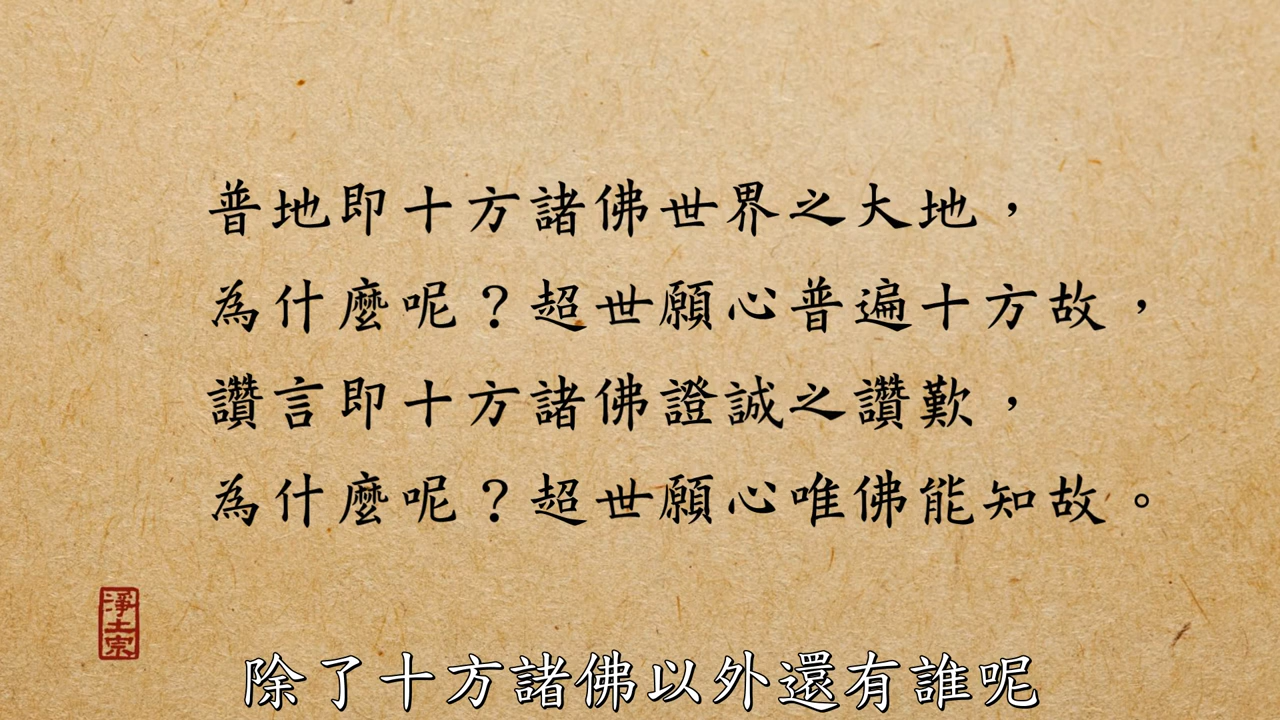 普地即十方諸佛世界之大地，
為什麼呢？超世願心普遍十方故，
讚言即十方諸佛證誠之讚歎，
為什麼呢？超世願心唯佛能知故。
淨土宗
除了十方諸佛以外還有誰呢